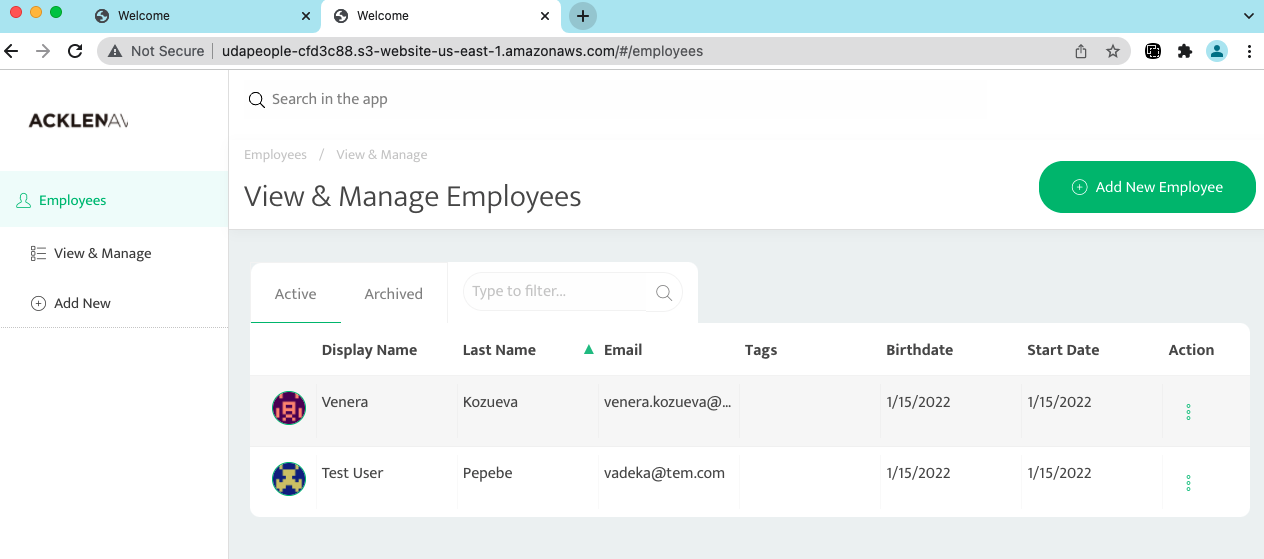 Welcome
Welcome
Not Secure
udapeople-cfd3c88.s3-website-us-east-1.amazonaws.com/#/employees
ACKLENAV
Search in the app
Employees / View & Manage
View & Manage Employees
Add New Employee
Employees
View & Manage
Add New
Active Archived Type to filter...
Display Name Last Name Email Tags Birthdate Start Date Action
Venera Kozueva venera.kozueva@... 1/15/2022 1/15/2022
Test User Pepebe vadeka@tem.com 1/15/2022 1/15/2022